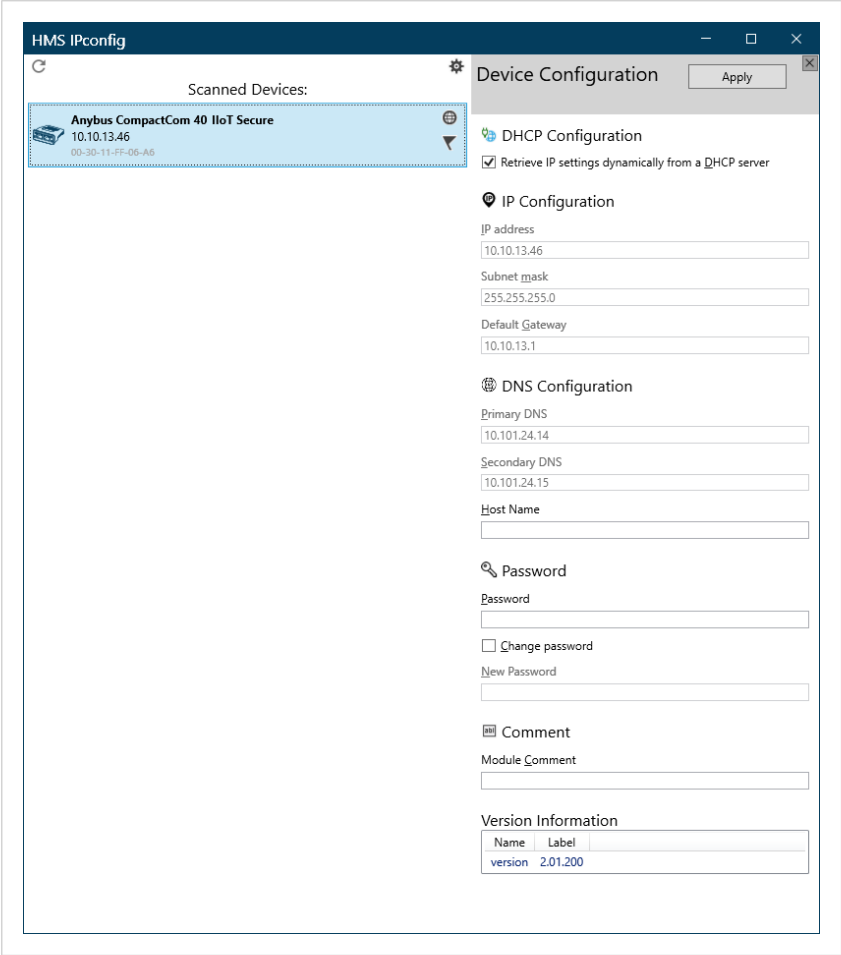 HMS IPconfig
Scanned Devices:
Anybus CompactCom 40 IIoT Secure
10.10.13.46
00-30-11-FF-06-A6
Device Configuration
Apply
DHCP Configuration
Retrieve IP settings dynamically from a DHCP server
IP
IP Configuration
IP address
10.10.13.46
Subnet mask
255.255.255.0
Default Gateway
10.10.13.1
DNS Configuration
Primary DNS
10.101.24.14
Secondary DNS
10.101.24.15
Host Name
Password
Password
Change password
New Password
abl
Comment
Module Comment
Version Information
Name Label
version 2.01.200